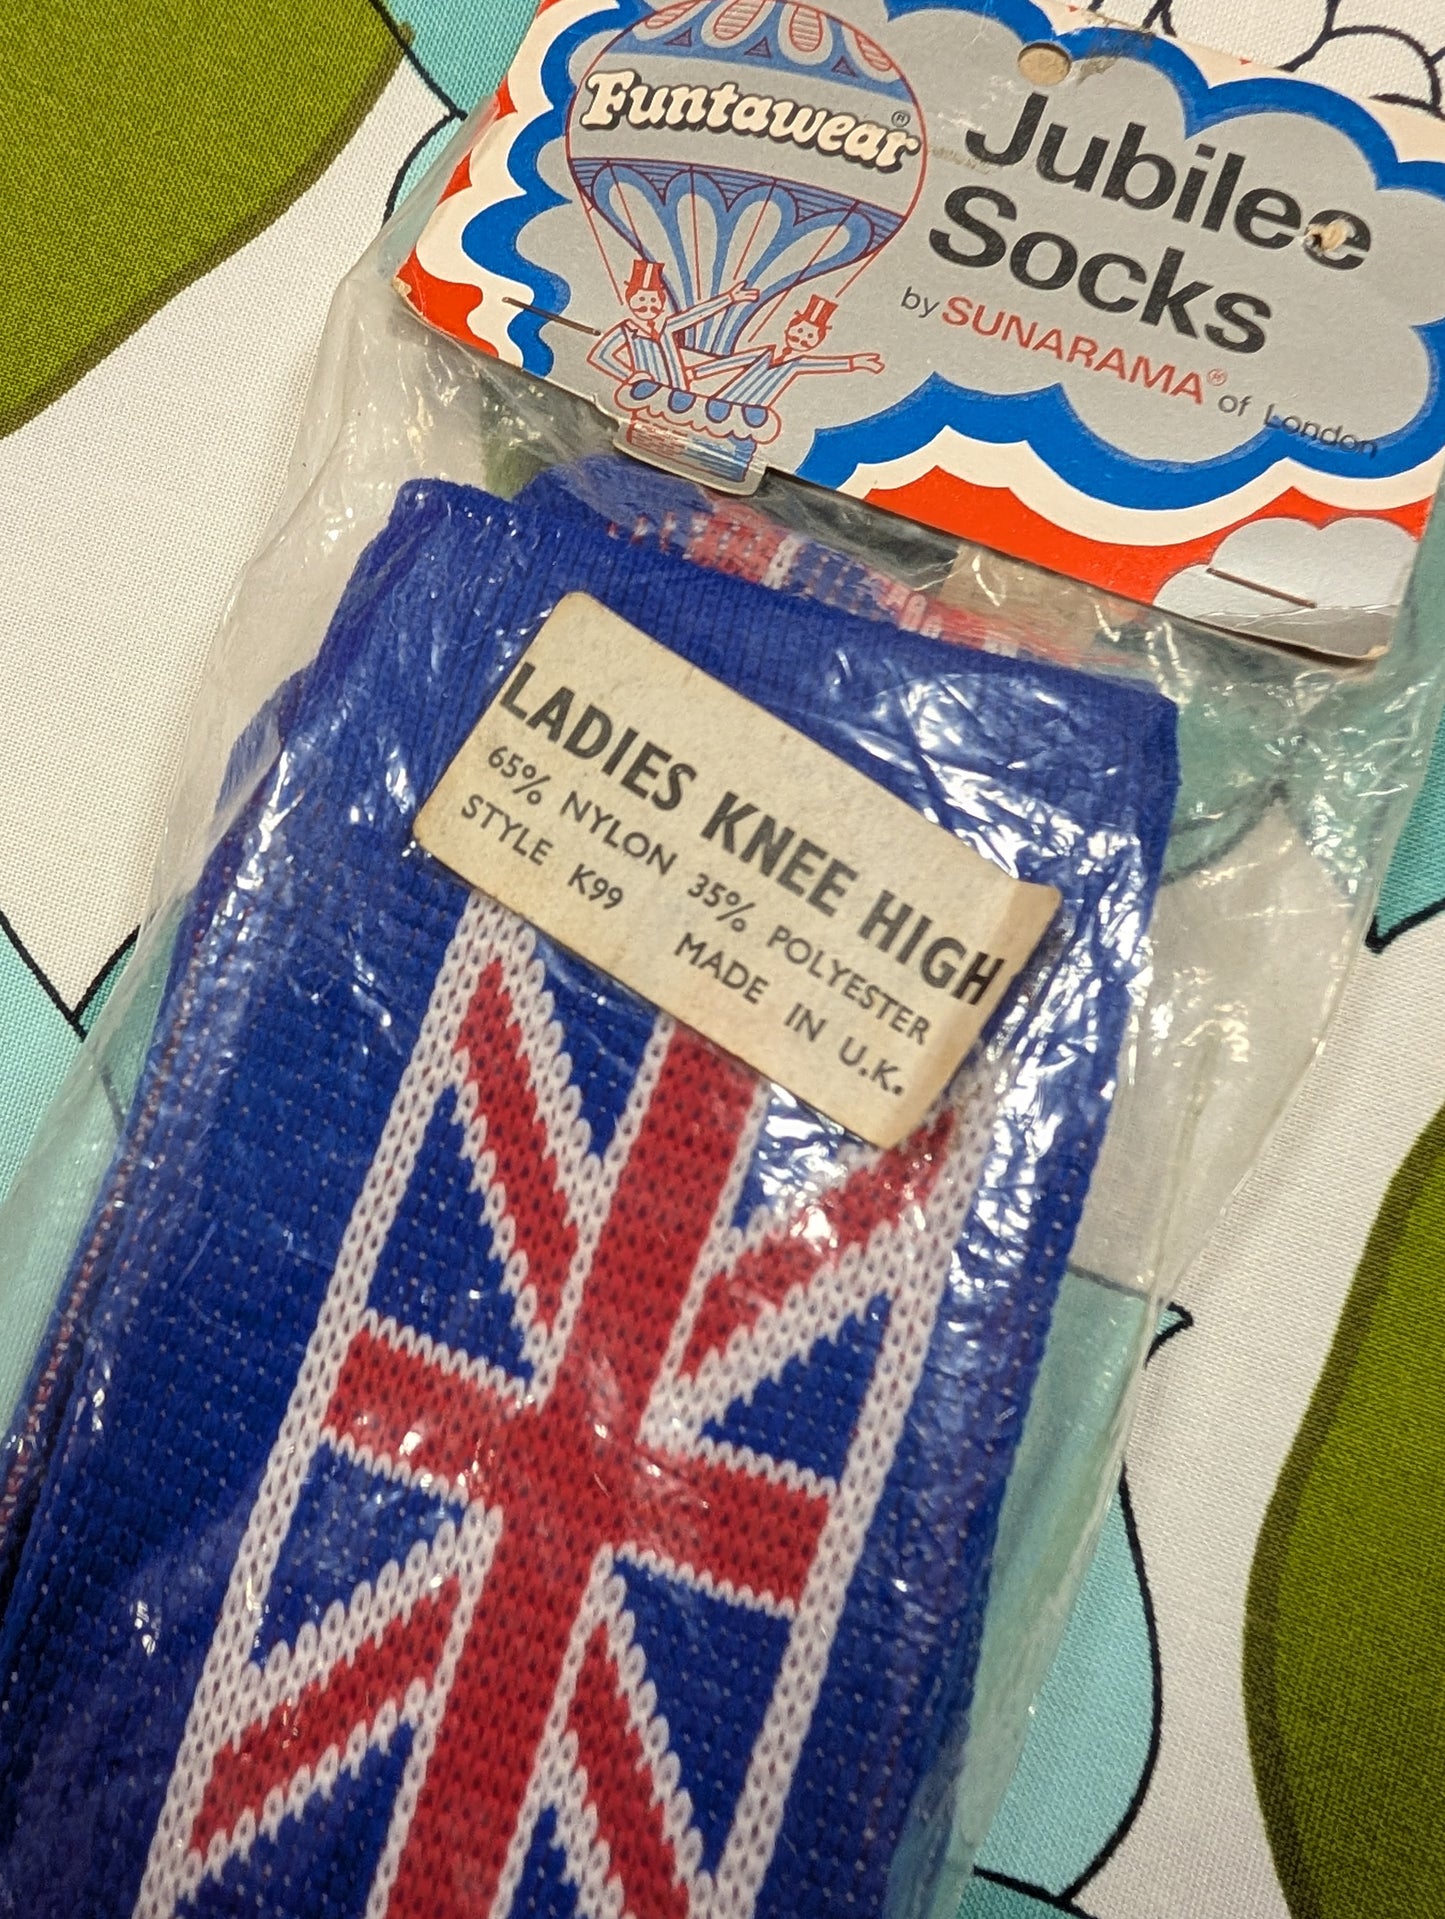 Funtawear®
Jubilee
Socks
by SUNARAMA® of London
LADIES KNEE HIGH
65% NYLON 35% POLYESTER
STYLE K99 MADE IN U.K.